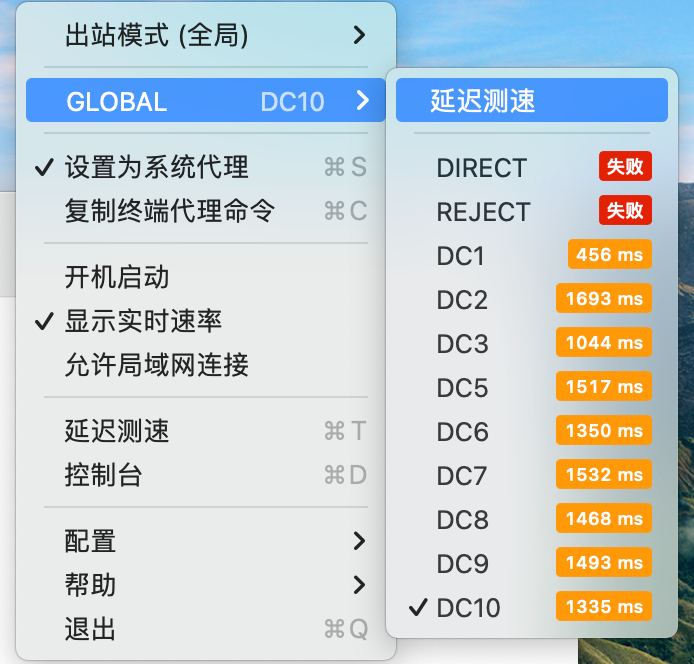 出站模式 (全局)
GLOBAL DC10
设置为系统代理 ⌘S
复制终端代理命令 ⌘C
开机启动
显示实时速率
允许局域网连接
延迟测速 ⌘T
控制台 ⌘D
配置
帮助
退出 ⌘Q
延迟测速
DIRECT 失败
REJECT 失败
DC1 456 ms
DC2 1693 ms
DC3 1044 ms
DC5 1517 ms
DC6 1350 ms
DC7 1532 ms
DC8 1468 ms
DC9 1493 ms
DC10 1335 ms